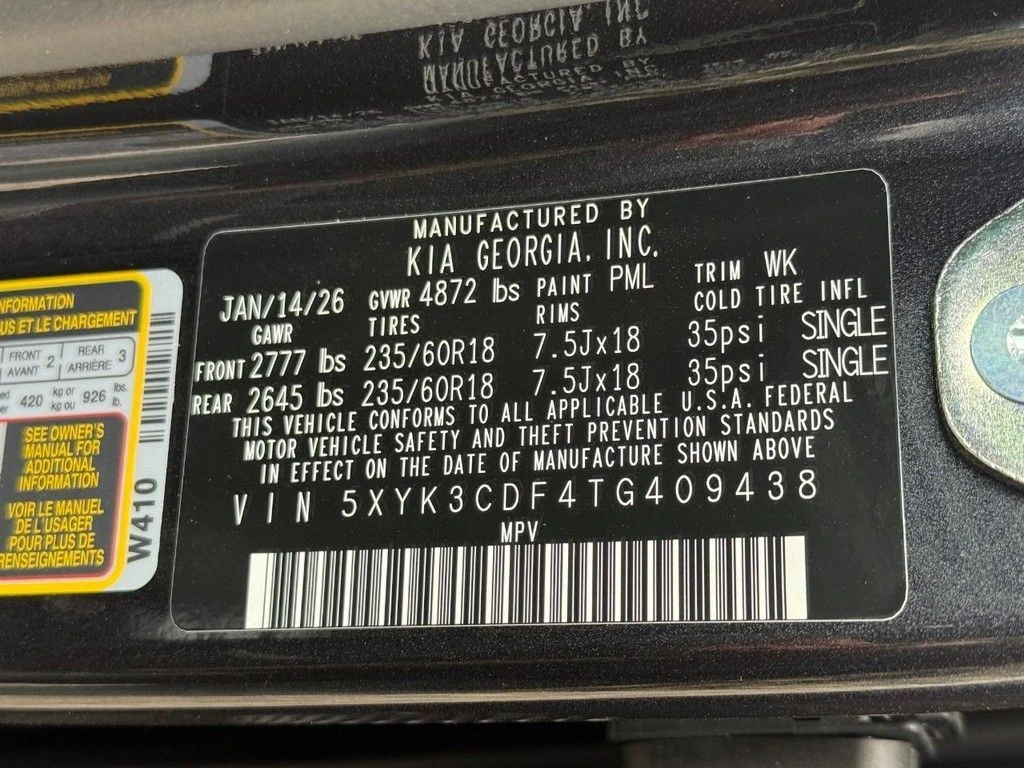 MANUFACTURED BY
KIA GEORGIA, INC.
JAN/14/26 GVWR 4872 lbs PAINT PML TRIM WK
GAWR TIRES RIMS COLD TIRE INFL
FRONT 2777 lbs 235/60R18 7.5Jx18 35psi SINGLE
REAR 2645 lbs 235/60R18 7.5Jx18 35psi SINGLE
THIS VEHICLE CONFORMS TO ALL APPLICABLE U.S.A. FEDERAL
MOTOR VEHICLE SAFETY AND THEFT PREVENTION STANDARDS
IN EFFECT ON THE DATE OF MANUFACTURE SHOWN ABOVE
VIN 5XYK3CDF4TG409438
MPV
INFORMATION
US ET LE CHARGEMENT
FRONT 2 REAR 3
AVANT ARRIÈRE
420 kg or 926 lbs.
kg ou lb.
SEE OWNER'S
MANUAL FOR
ADDITIONAL
INFORMATION
VOIR LE MANUEL
DE L'USAGER
POUR PLUS DE
RENSEIGNEMENTS
W410
KIA GEORGIA, INC
MANUFACTURED BY